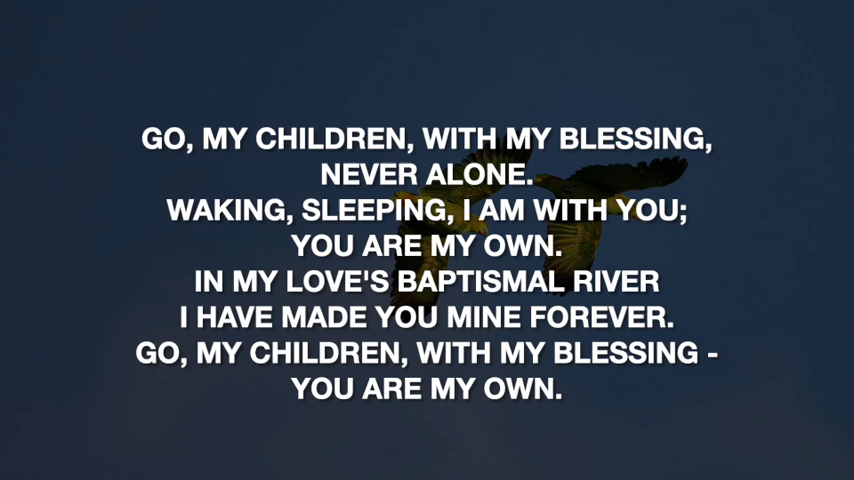 GO, MY CHILDREN, WITH MY BLESSING,
NEVER ALONE.
WAKING, SLEEPING, I AM WITH YOU;
YOU ARE MY OWN.
IN MY LOVE'S BAPTISMAL RIVER
I HAVE MADE YOU MINE FOREVER.
GO, MY CHILDREN, WITH MY BLESSING -
YOU ARE MY OWN.